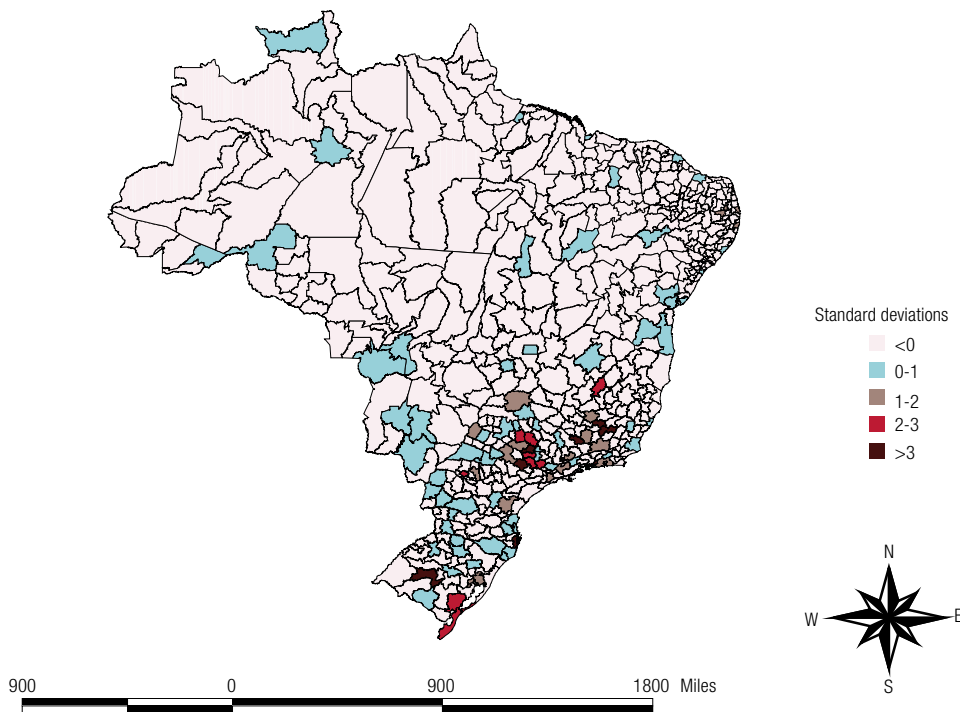 Standard deviations
<0
0-1
1-2
2-3
>3
N
W
E
S
900
0
900
1800 Miles